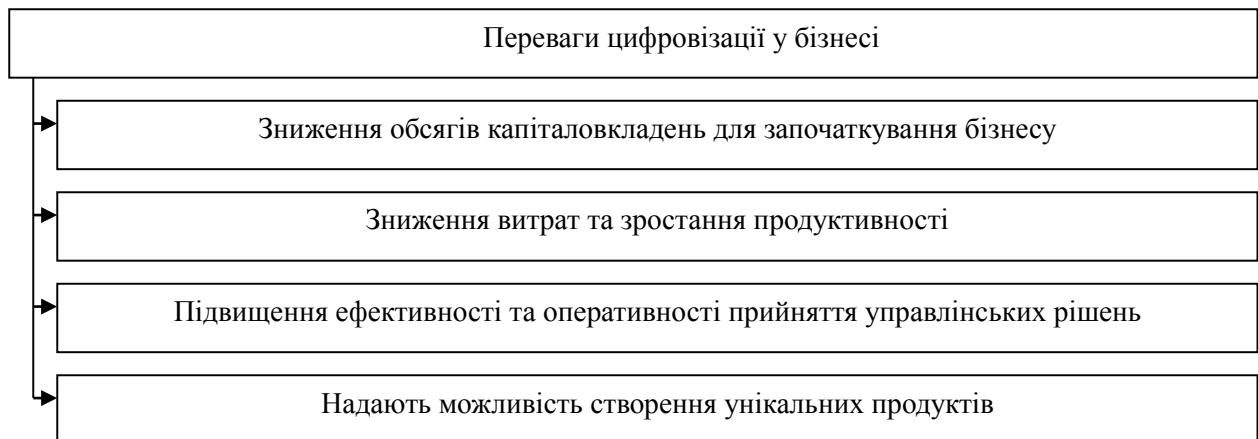 Переваги цифровізації у бізнесі
Зниження обсягів капіталовкладень для започаткування бізнесу
Зниження витрат та зростання продуктивності
Підвищення ефективності та оперативності прийняття управлінських рішень
Надають можливість створення унікальних продуктів